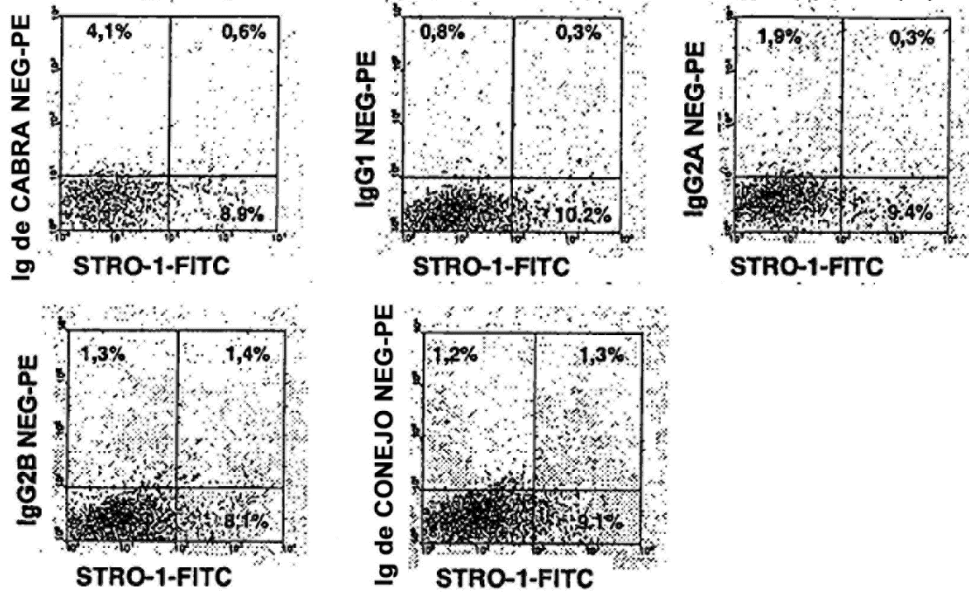 Ig de CABRA NEG-PE
4,1%
0,6%
8.9%
STRO-1-FITC
IgG1 NEG-PE
0,8%
0,3%
10.2%
STRO-1-FITC
IgG2A NEG-PE
1,9%
0,3%
9.4%
STRO-1-FITC
IgG2B NEG-PE
1,3%
1,4%
8.1%
STRO-1-FITC
Ig de CONEJO NEG-PE
1,2%
1,3%
9.1%
STRO-1-FITC